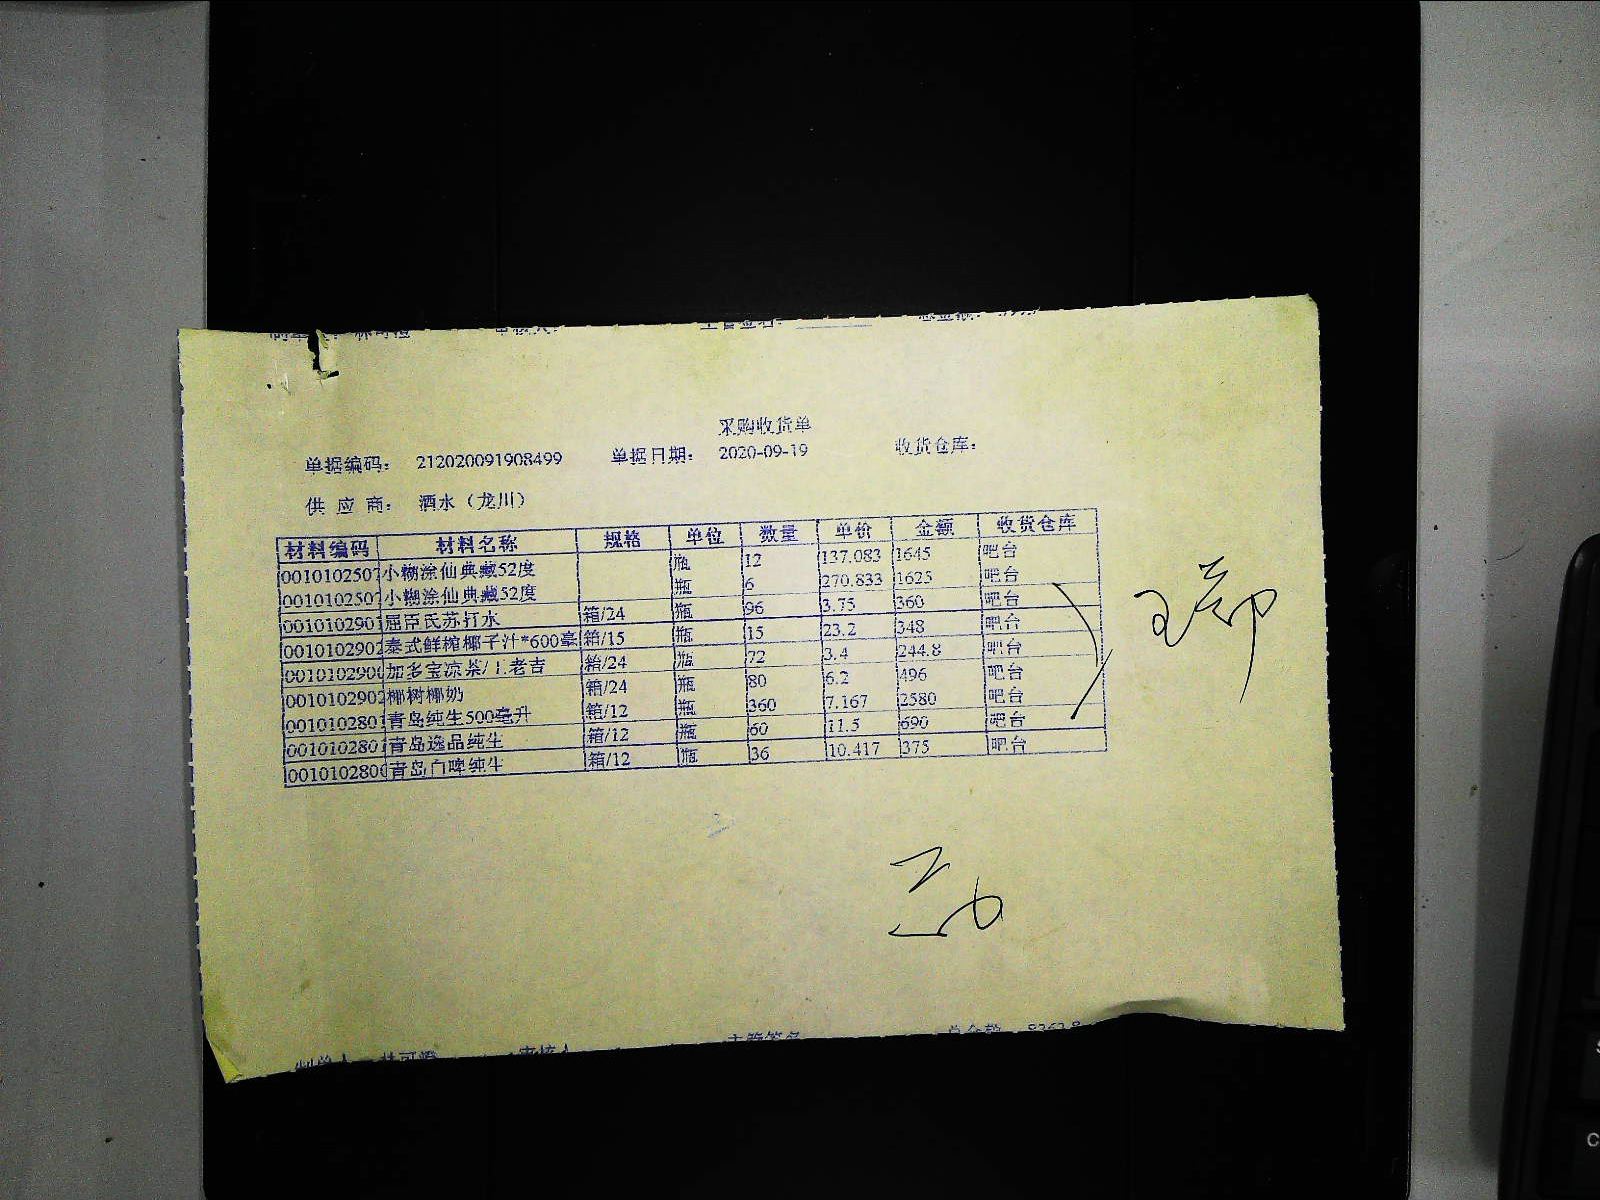 采购收货单
单据编码： 212020091908499 单据日期： 2020-09-19 收货仓库：
供 应 商： 酒水（龙川）
材料编码 材料名称 规格 单位 数量 单价 金额 收货仓库
0010102507 小糊涂仙典藏52度 瓶 12 137.083 1645 吧台
0010102507 小糊涂仙典藏52度 瓶 6 270.833 1625 吧台
001010290 屈臣氏苏打水 箱/24 瓶 96 3.75 360 吧台
0010102902 泰式鲜榨椰子汁*600毫 箱/15 瓶 15 23.2 348 吧台
001010290 加多宝凉茶/王老吉 箱/24 瓶 72 3.4 244.8 吧台
0010102902 椰树椰奶 箱/24 瓶 80 6.2 496 吧台
001010280 青岛纯生500毫升 箱/12 瓶 360 7.167 2580 吧台
001010280 青岛逸品纯生 箱/12 瓶 60 11.5 690 吧台
001010280 青岛白啤纯生 箱/12 瓶 36 10.417 375 吧台